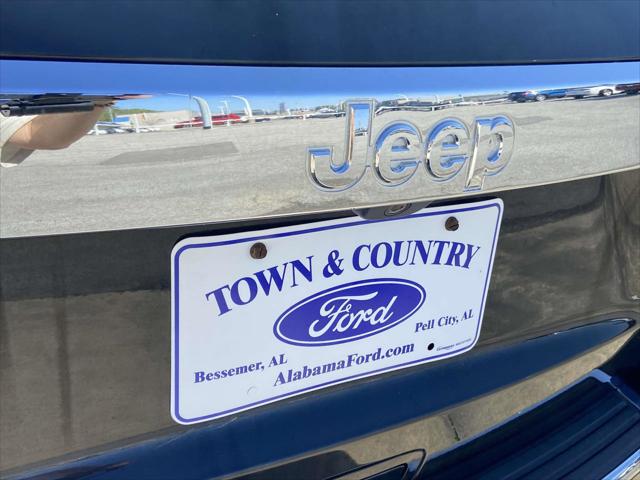 Jeep
TOWN & COUNTRY
Ford
Bessemer, AL
Pell City, AL
AlabamaFord.com